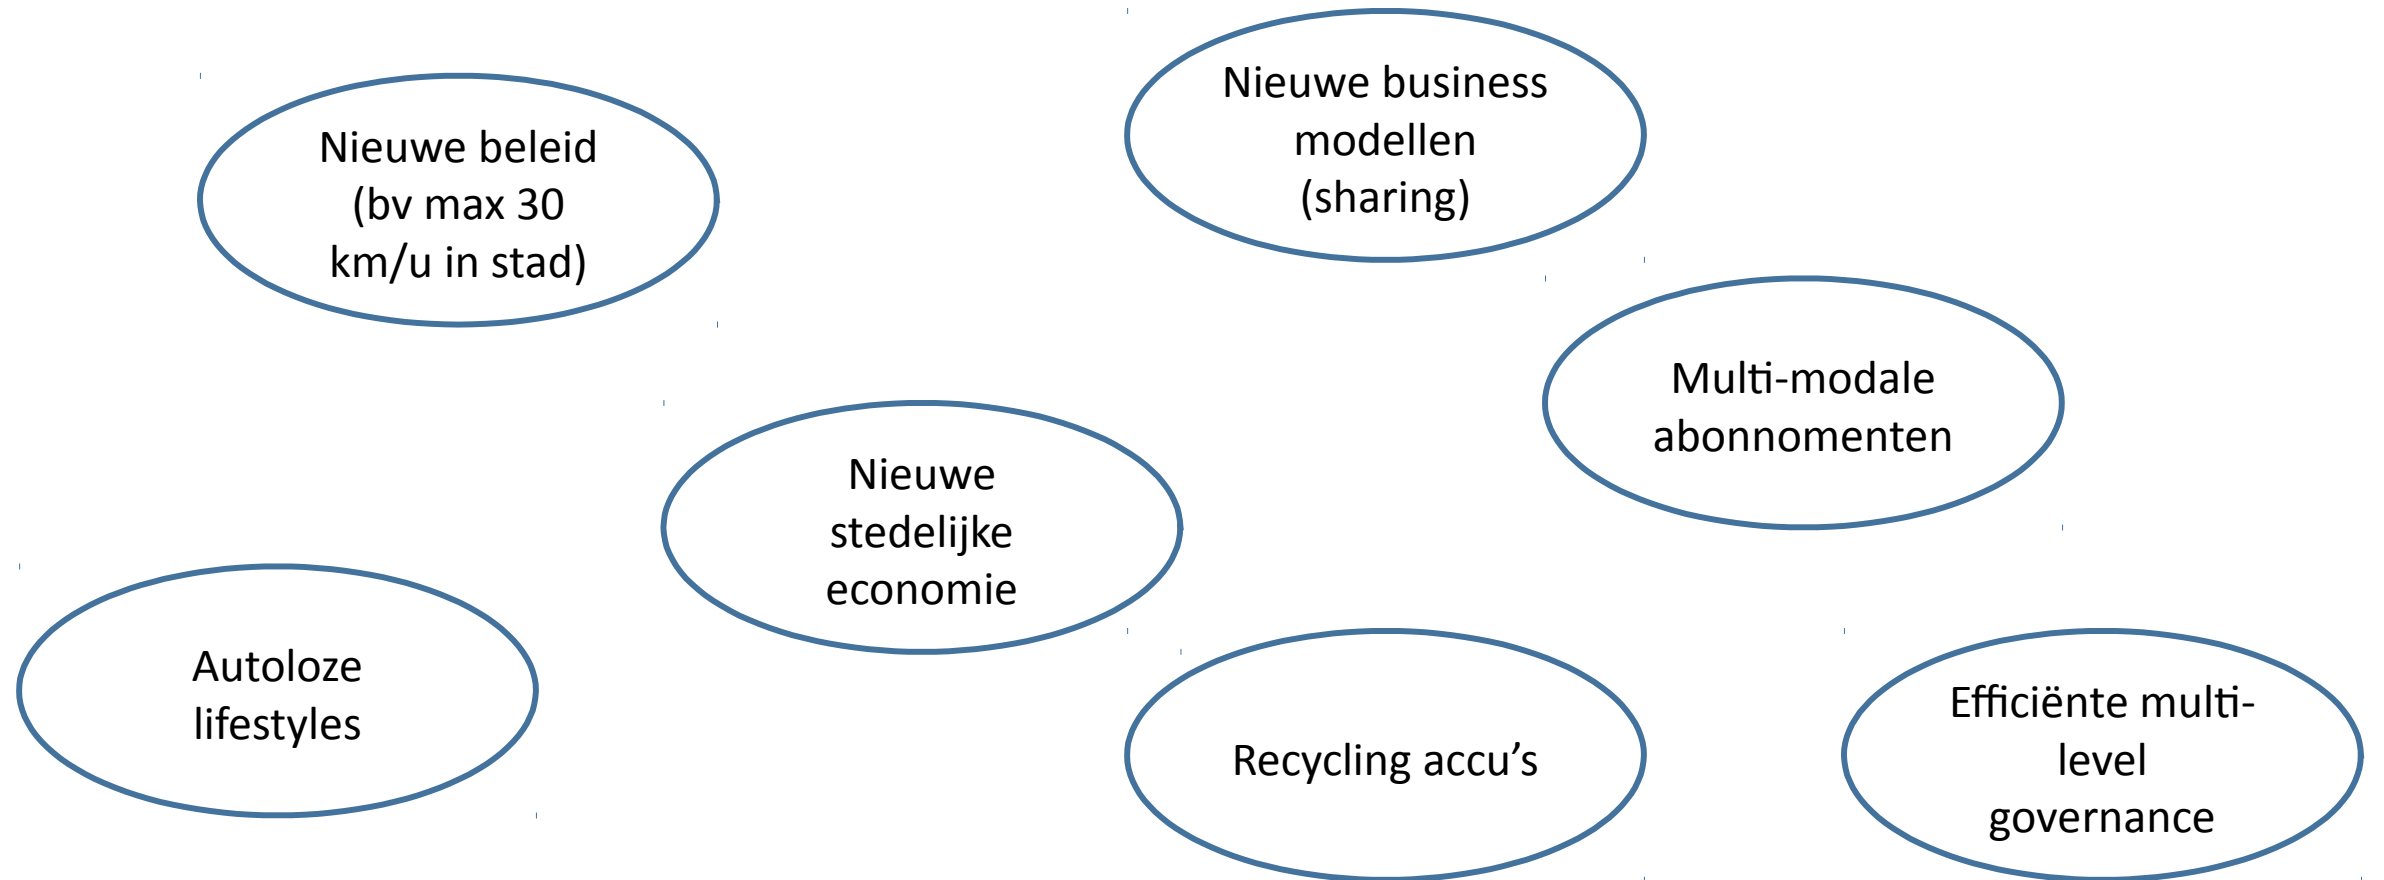 Nieuwe beleid
(bv max 30
km/u in stad)
Nieuwe business
modellen
(sharing)
Multi-modale
abonnomenten
Nieuwe
stedelijke
economie
Autoloze
lifestyles
Recycling accu’s
Efficiënte multi-
level
governance